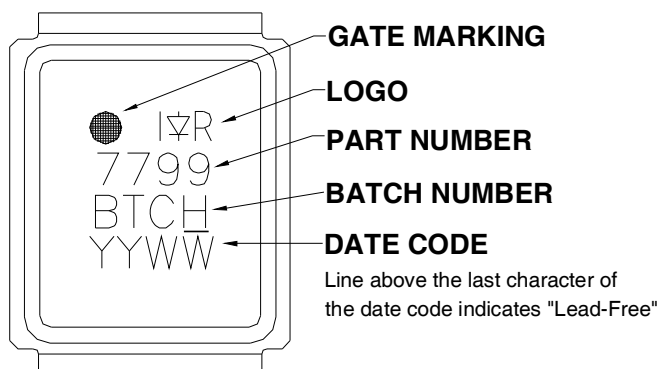 GATE MARKING
LOGO
I R
PART NUMBER
7799
BATCH NUMBER
BTCH
DATE CODE
YYWW
Line above the last character of
the date code indicates "Lead-Free"